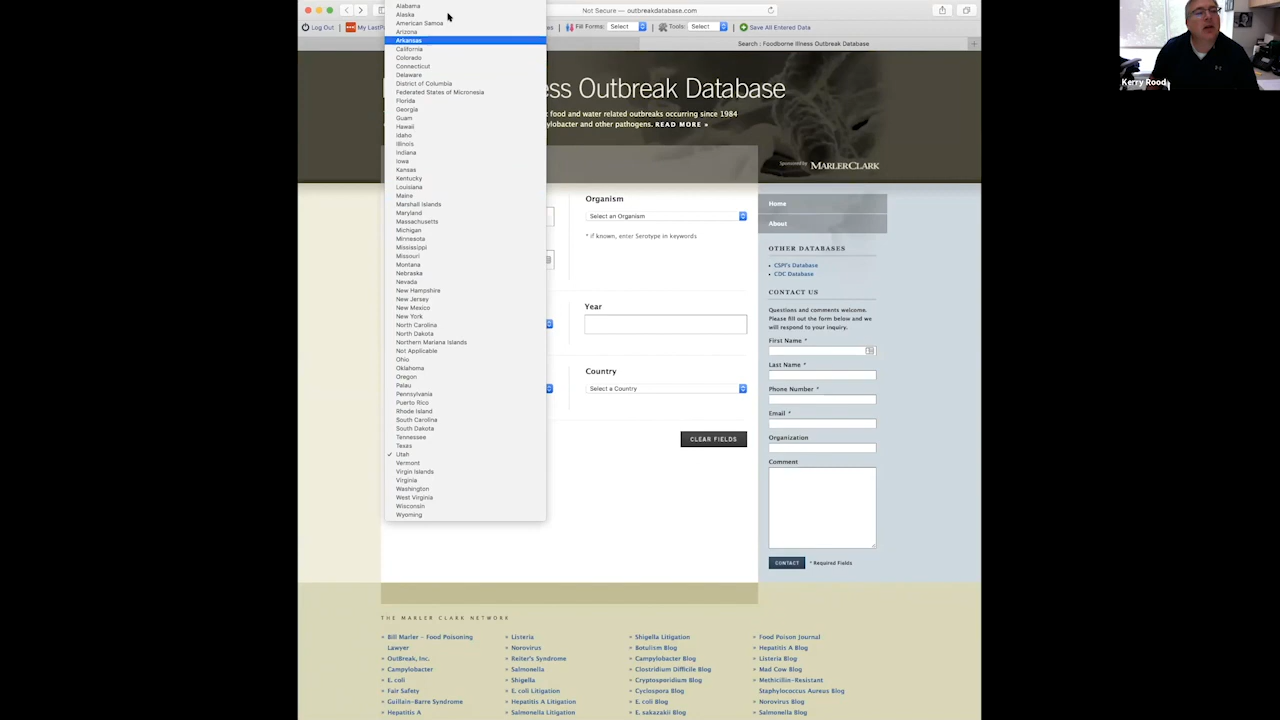 Not Secure — outbreakdatabase.com
Log Out
My LastP
es
Fill Forms:
Select
Tools:
Select
Save All Entered Data
Search : Foodborne Illness Outbreak Database
Kerry Rood
ess Outbreak Database
food and water related outbreaks occurring since 1984
pylobacter and other pathogens. READ MORE »
Sponsored by MARLERCLARK
Alabama
Alaska
American Samoa
Arizona
Arkansas
California
Colorado
Connecticut
Delaware
District of Columbia
Federated States of Micronesia
Florida
Georgia
Guam
Hawaii
Idaho
Illinois
Indiana
Iowa
Kansas
Kentucky
Louisiana
Maine
Marshall Islands
Maryland
Massachusetts
Michigan
Minnesota
Mississippi
Missouri
Montana
Nebraska
Nevada
New Hampshire
New Jersey
New Mexico
New York
North Carolina
North Dakota
Northern Mariana Islands
Not Applicable
Ohio
Oklahoma
Oregon
Palau
Pennsylvania
Puerto Rico
Rhode Island
South Carolina
South Dakota
Tennessee
Texas
✓ Utah
Vermont
Virgin Islands
Virginia
Washington
West Virginia
Wisconsin
Wyoming
Organism
Select an Organism
* If known, enter Serotype in keywords
Year
Country
Select a Country
CLEAR FIELDS
Home
About
OTHER DATABASES
CSPI's Database
CDC Database
CONTACT US
Questions and comments welcome.
Please fill out the form below and we
will respond to your inquiry.
First Name *
Last Name *
Phone Number *
Email *
Organization
Comment
CONTACT
* Required Fields
THE MARLER CLARK NETWORK
Bill Marler - Food Poisoning
Lawyer
OutBreak, Inc.
Campylobacter
E. coli
Fair Safety
Guillain-Barre Syndrome
Hepatitis A
Listeria
Norovirus
Reiter's Syndrome
Salmonella
Shigella
E. coli Litigation
Hepatitis A Litigation
Salmonella Litigation
Shigella Litigation
Botulism Blog
Campylobacter Blog
Clostridium Difficile Blog
Cryptosporidium Blog
Cyclospora Blog
E. coli Blog
E. sakazakii Blog
Food Poison Journal
Hepatitis A Blog
Listeria Blog
Mad Cow Blog
Methicillin-Resistant
Staphylococcus Aureus Blog
Norovirus Blog
Salmonella Blog